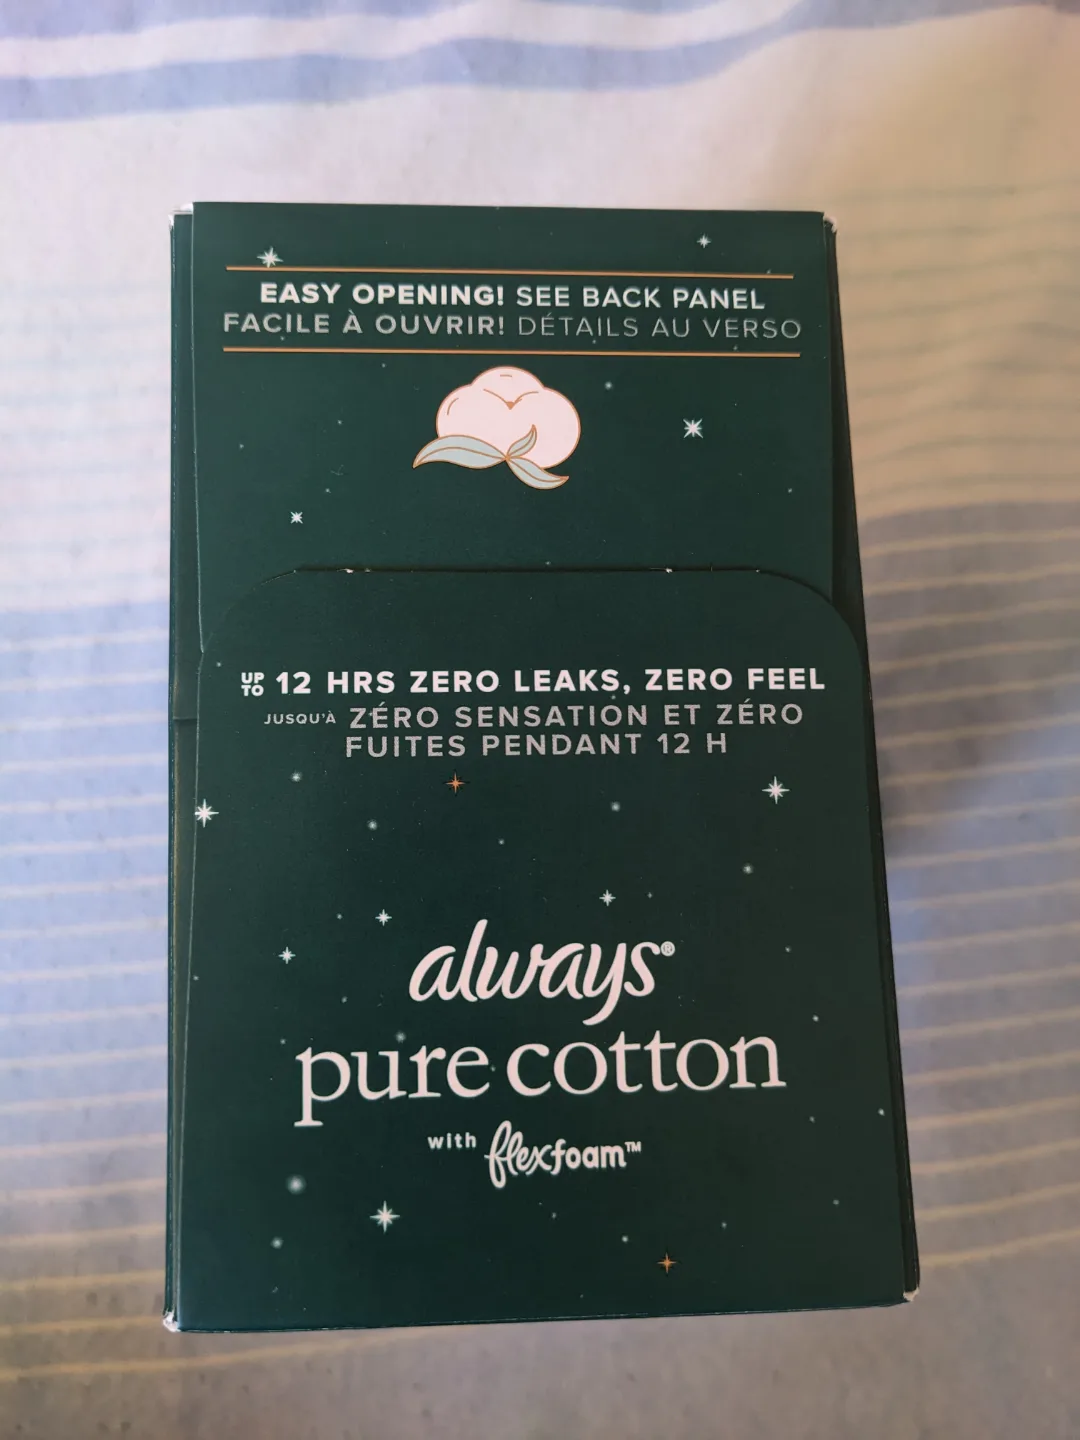 EASY OPENING! SEE BACK PANEL
FACILE À OUVRIR! DÉTAILS AU VERSO
UP TO 12 HRS ZERO LEAKS, ZERO FEEL
JUSQU'À ZÉRO SENSATION ET ZÉRO
FUITES PENDANT 12 H
always®
pure cotton
with flexfoam™